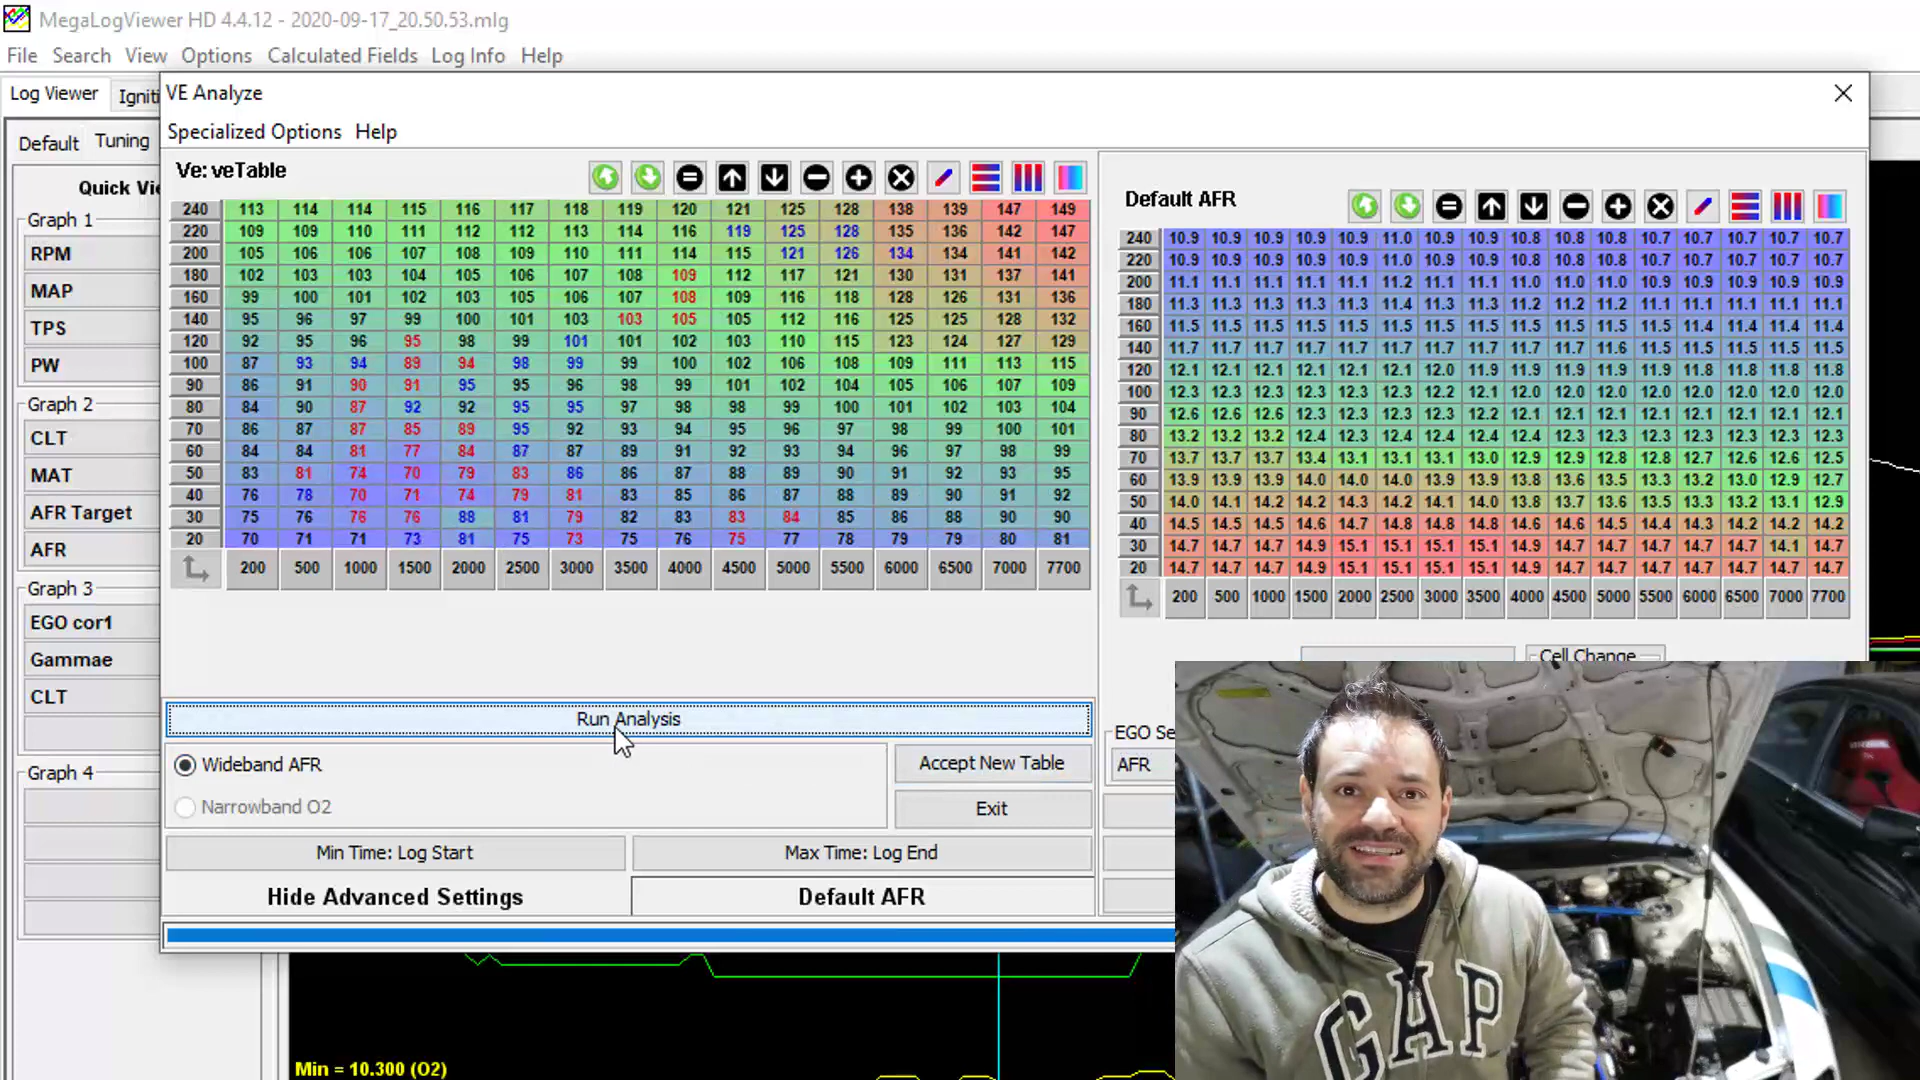 MegaLogViewer HD 4.4.12 - 2020-09-17_20.50.53.mlg
File Search View Options Calculated Fields Log Info Help
Log Viewer Igniti
VE Analyze
Default Tuning
Specialized Options Help
Quick Vie
Graph 1
RPM
MAP
TPS
PW
Graph 2
CLT
MAT
AFR Target
AFR
Graph 3
EGO cor1
Gammae
CLT
Graph 4
Ve: veTable
240 113 114 114 115 116 117 118 119 120 121 125 128 138 139 147 149
220 109 109 110 111 112 112 113 114 116 119 125 128 135 136 142 147
200 105 106 106 107 108 109 110 111 114 115 121 126 134 134 141 142
180 102 103 103 104 105 106 107 108 109 112 117 121 130 131 137 141
160 99 100 101 102 103 105 106 107 108 109 116 118 128 126 131 136
140 95 96 97 99 100 101 103 103 105 105 112 116 125 125 128 132
120 92 95 96 95 98 99 101 101 102 103 110 115 123 124 127 129
100 87 93 94 89 94 98 99 99 100 102 106 108 109 111 113 115
90 86 91 90 91 95 95 96 98 99 101 102 104 105 106 107 109
80 84 90 87 92 92 95 95 97 98 98 99 100 101 102 103 104
70 86 87 87 85 89 95 92 93 94 95 96 97 98 99 100 101
60 84 84 81 77 84 87 87 89 91 92 93 94 96 97 98 99
50 83 81 74 70 79 83 86 86 87 88 89 90 91 92 93 95
40 76 78 70 71 74 79 81 83 85 86 87 88 89 90 91 92
30 75 76 76 76 88 81 79 82 83 83 84 85 86 88 90 90
20 70 71 71 73 81 75 73 75 76 75 77 78 79 79 80 81
200 500 1000 1500 2000 2500 3000 3500 4000 4500 5000 5500 6000 6500 7000 7700
Default AFR
240 10.9 10.9 10.9 10.9 10.9 11.0 10.9 10.9 10.8 10.8 10.8 10.7 10.7 10.7 10.7 10.7
220 10.9 10.9 10.9 10.9 10.9 11.0 10.9 10.9 10.8 10.8 10.8 10.7 10.7 10.7 10.7 10.7
200 11.1 11.1 11.1 11.1 11.1 11.2 11.1 11.1 11.0 11.0 11.0 10.9 10.9 10.9 10.9 10.9
180 11.3 11.3 11.3 11.3 11.3 11.4 11.3 11.3 11.2 11.2 11.2 11.1 11.1 11.1 11.1 11.1
160 11.5 11.5 11.5 11.5 11.5 11.5 11.5 11.5 11.5 11.5 11.5 11.5 11.4 11.4 11.4 11.4
140 11.7 11.7 11.7 11.7 11.7 11.7 11.7 11.7 11.7 11.7 11.6 11.5 11.5 11.5 11.5 11.5
120 12.1 12.1 12.1 12.1 12.1 12.1 12.0 11.9 11.9 11.9 11.9 11.9 11.8 11.8 11.8 11.8
100 12.3 12.3 12.3 12.3 12.3 12.3 12.2 12.1 12.0 12.0 12.0 12.0 12.0 12.0 12.0 12.0
90 12.6 12.6 12.6 12.3 12.3 12.3 12.3 12.2 12.1 12.1 12.1 12.1 12.1 12.1 12.1 12.1
80 13.2 13.2 13.2 12.4 12.3 12.4 12.4 12.4 12.4 12.3 12.3 12.3 12.3 12.3 12.3 12.3
70 13.7 13.7 13.7 13.4 13.1 13.1 13.1 13.0 12.9 12.9 12.8 12.8 12.7 12.6 12.6 12.5
60 13.9 13.9 13.9 14.0 14.0 14.0 13.9 13.9 13.8 13.6 13.5 13.5 13.2 13.0 12.9 12.7
50 14.0 14.1 14.2 14.2 14.3 14.2 14.1 14.0 13.8 13.7 13.6 13.5 13.3 13.2 13.1 12.9
40 14.5 14.5 14.5 14.6 14.7 14.8 14.8 14.8 14.6 14.6 14.5 14.4 14.3 14.2 14.2 14.2
30 14.7 14.7 14.7 14.9 15.1 15.1 15.1 15.1 14.9 14.7 14.7 14.7 14.7 14.7 14.1 14.7
20 14.7 14.7 14.7 14.9 15.1 15.1 15.1 15.1 14.9 14.7 14.7 14.7 14.7 14.7 14.7 14.7
200 500 1000 1500 2000 2500 3000 3500 4000 4500 5000 5500 6000 6500 7000 7700
Cell Change
Run Analysis
EGO Se
Wideband AFR
Accept New Table
AFR
Narrowband O2
Exit
Min Time: Log Start
Max Time: Log End
Hide Advanced Settings
Default AFR
Min = 10.300 (O2)
GAP